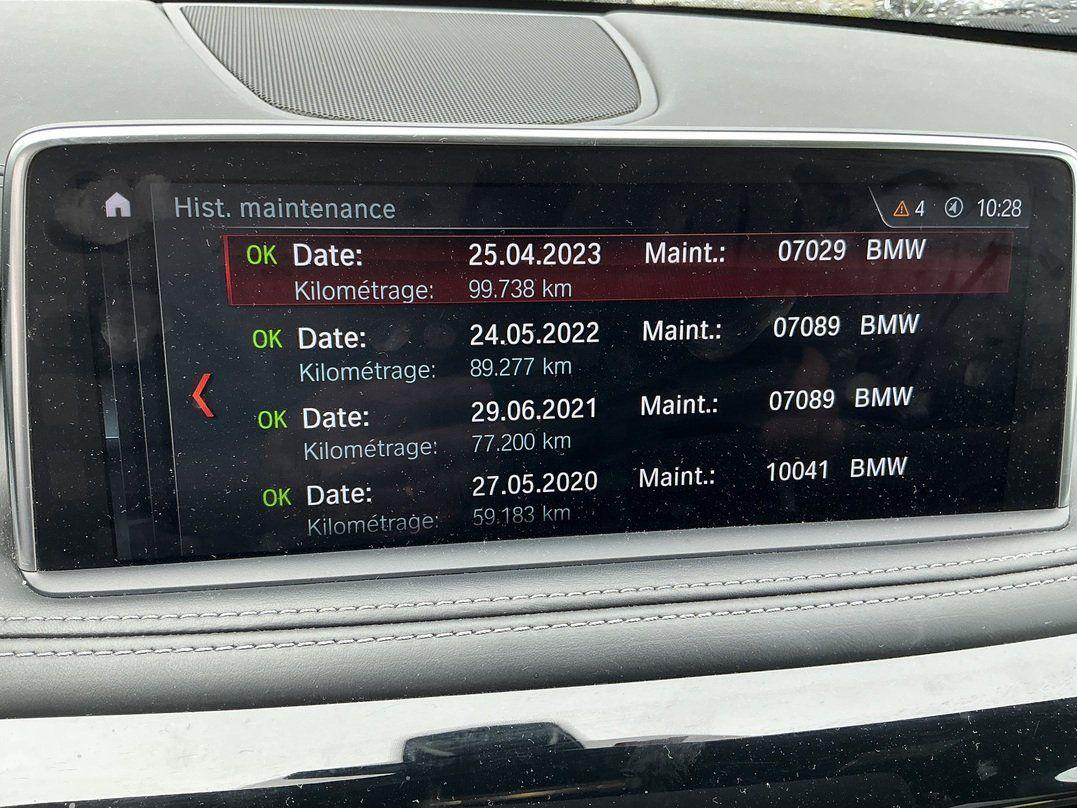 Hist. maintenance 4 10:28
OK Date: 25.04.2023 Maint.: 07029 BMW
Kilométrage: 99.738 km
OK Date: 24.05.2022 Maint.: 07089 BMW
Kilométrage: 89.277 km
OK Date: 29.06.2021 Maint.: 07089 BMW
Kilométrage: 77.200 km
OK Date: 27.05.2020 Maint.: 10041 BMW
Kilométrage: 59.183 km